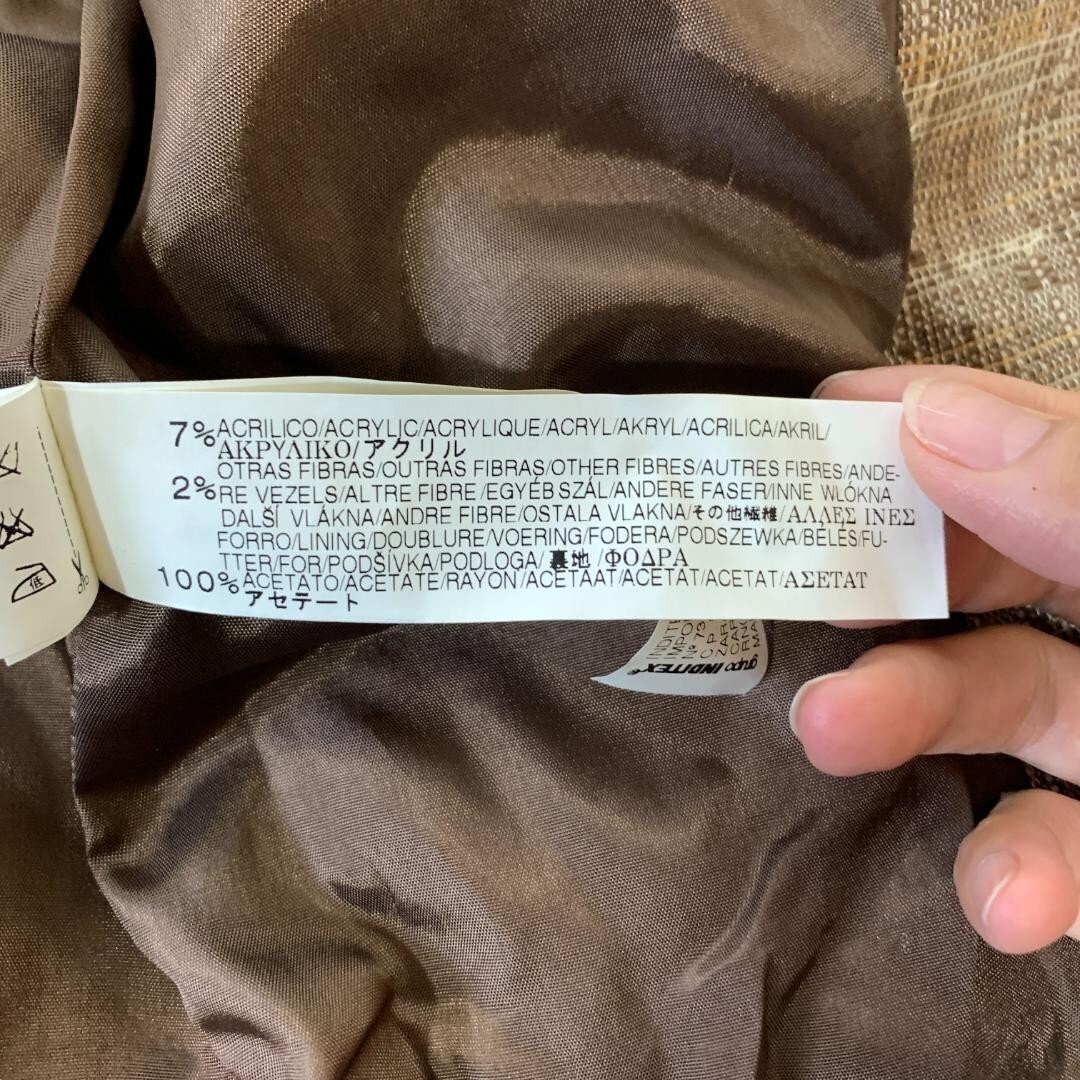 7% ACRILICO/ACRYLIC/ACRYLIQUE/ACRYL/AKRYL/ACRILICA/AKRIL/
ΑΚΡΥΛΙΚΟ/アクリル
OTRAS FIBRAS/OUTRAS FIBRAS/OTHER FIBRES/AUTRES FIBRES/ANDE-
2% RE VEZELS/ALTRE FIBRE/EGYÉB SZÁL/ANDERE FASER/INNE WŁÓKNA
DALŠÍ VLÁKNA/ANDRE FIBRE/OSTALA VLAKNA/その他繊維/ΑΛΛΕΣ ΙΝΕΣ
FORRO/LINING/DOUBLURE/VOERING/FODERA/PODSZEWKA/BÉLÉS/FU-
TTER/FOR/PODŠÍVKA/PODLOGA/裏地/ΦΟΔΡΑ
100% ACETATO/ACETATE/RAYON/ACETAAT/ACETAT/ACETAT/ΑΣΕΤΑΤ
アセテート
低
grupo INDITEX®